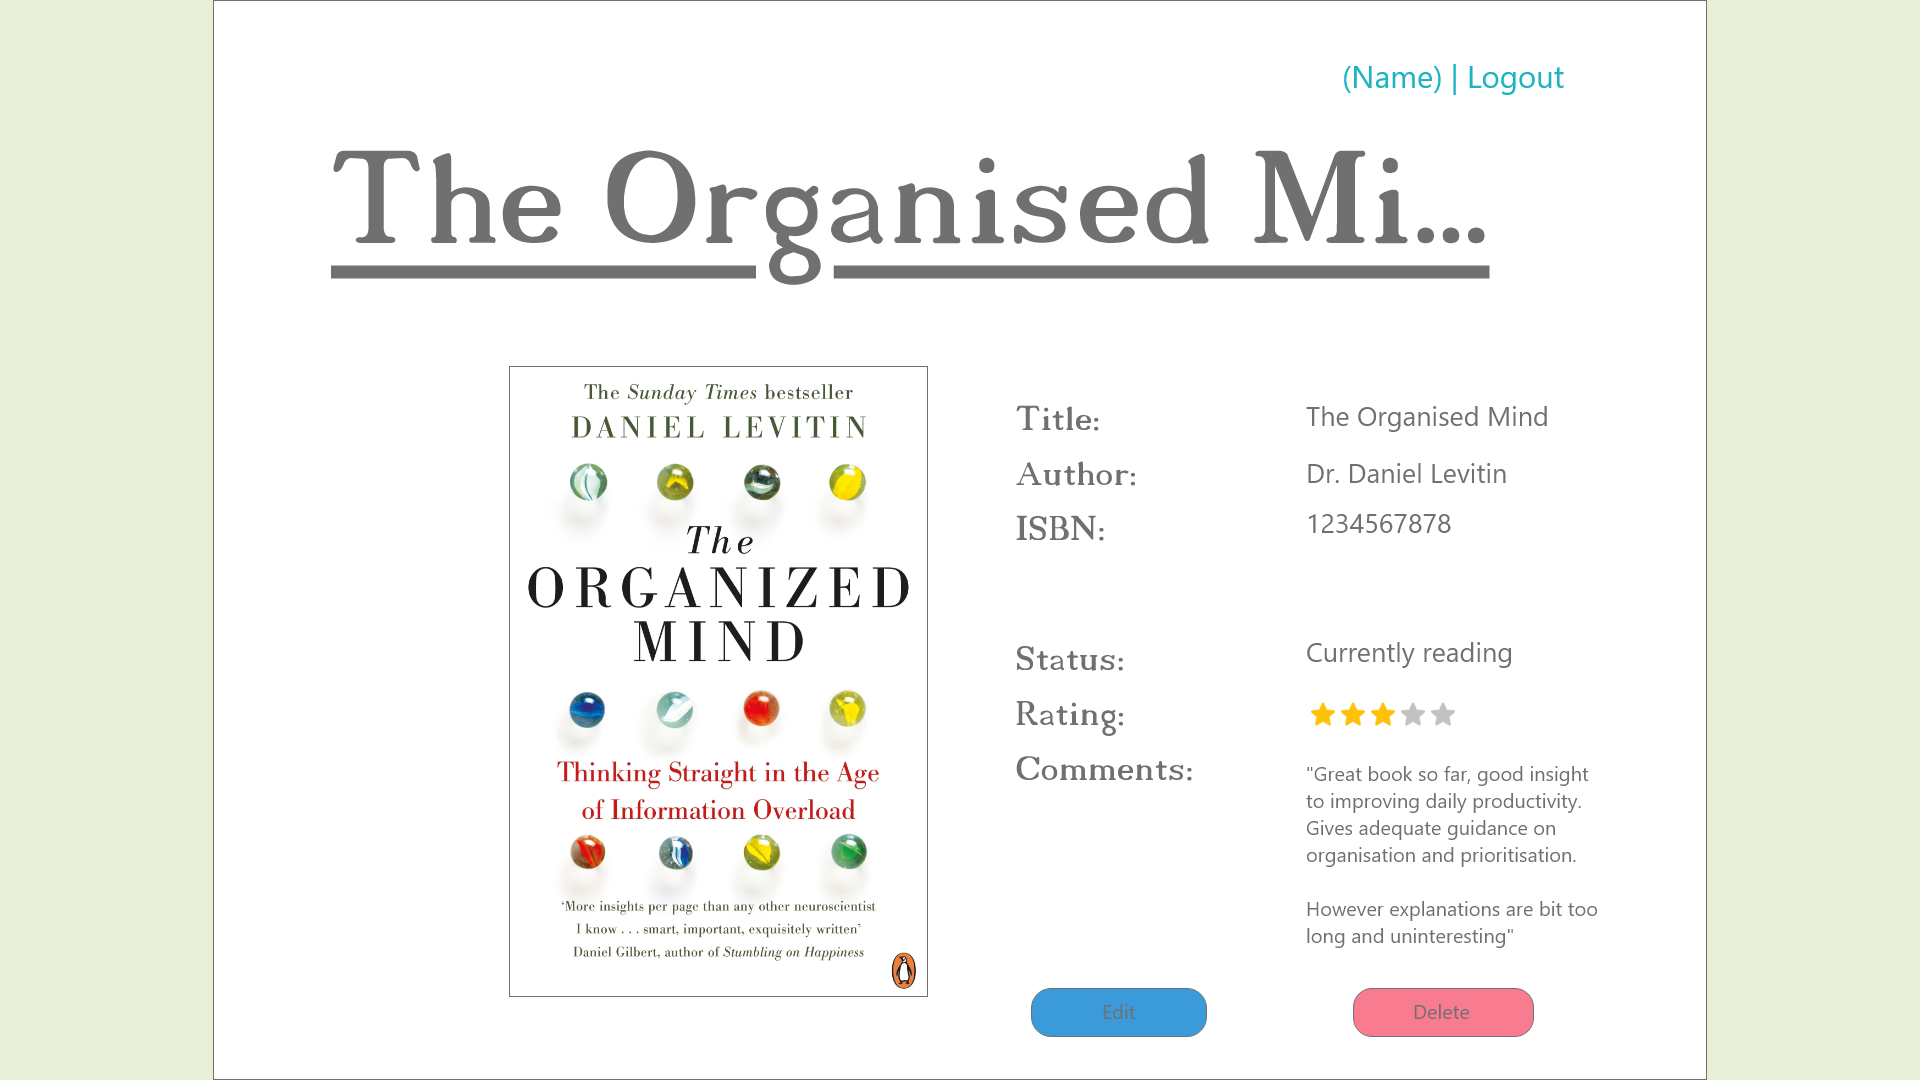 (Name) | Logout
The Organised Mi...
The Sunday Times bestseller
DANIEL LEVITIN
The
ORGANIZED
MIND
Thinking Straight in the Age
of Information Overload
‘More insights per page than any other neuroscientist
I know . . . smart, important, exquisitely written’
Daniel Gilbert, author of Stumbling on Happiness
Title: The Organised Mind
Author: Dr. Daniel Levitin
ISBN: 1234567878
Status: Currently reading
Rating:
Comments: "Great book so far, good insight
to improving daily productivity.
Gives adequate guidance on
organisation and prioritisation.
However explanations are bit too
long and uninteresting"
Edit Delete